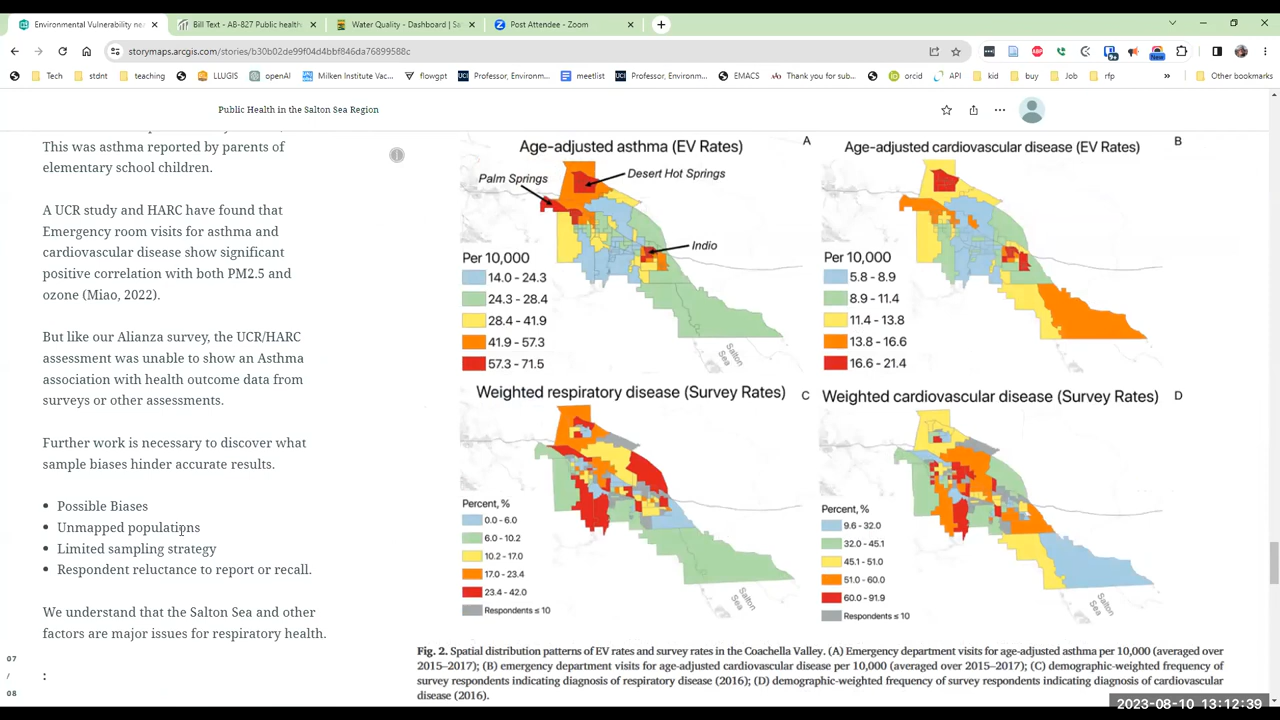 Environmental Vulnerability ne
Bill Text - AB-827 Public health
Water Quality - Dashboard | Sa
Post Attendee - Zoom
storymaps.arcgis.com/stories/b30b02de99f04d4bbf846da76899588c
Tech
stdnt
teaching
LLUGIS
openAI
Milken Institute Vac...
flowgpt
Professor, Environm...
meetlist
Professor, Environm...
EMACS
Thank you for sub...
orcid
API
kid
buy
Job
rfp
»
Other bookmarks
Public Health in the Salton Sea Region
This was asthma reported by parents of
elementary school children.
A UCR study and HARC have found that
Emergency room visits for asthma and
cardiovascular disease show significant
positive correlation with both PM2.5 and
ozone (Miao, 2022).
But like our Alianza survey, the UCR/HARC
assessment was unable to show an Asthma
association with health outcome data from
surveys or other assessments.
Further work is necessary to discover what
sample biases hinder accurate results.
• Possible Biases
• Unmapped populations
• Limited sampling strategy
• Respondent reluctance to report or recall.
We understand that the Salton Sea and other
factors are major issues for respiratory health.
:
07
/
08
Age-adjusted asthma (EV Rates)
A
Palm Springs
Desert Hot Springs
Indio
Per 10,000
14.0 - 24.3
24.3 - 28.4
28.4 - 41.9
41.9 - 57.3
57.3 - 71.5
Salton
Sea
Age-adjusted cardiovascular disease (EV Rates)
B
Per 10,000
5.8 - 8.9
8.9 - 11.4
11.4 - 13.8
13.8 - 16.6
16.6 - 21.4
Salton
Sea
Weighted respiratory disease (Survey Rates)
C
Percent, %
0.0 - 6.0
6.0 - 10.2
10.2 - 17.0
17.0 - 23.4
23.4 - 42.0
Respondents ≤ 10
Salton
Sea
Weighted cardiovascular disease (Survey Rates)
D
Percent, %
9.6 - 32.0
32.0 - 45.1
45.1 - 51.0
51.0 - 60.0
60.0 - 91.9
Respondents ≤ 10
Salton
Sea
Fig. 2. Spatial distribution patterns of EV rates and survey rates in the Coachella Valley. (A) Emergency department visits for age-adjusted asthma per 10,000 (averaged over
2015–2017); (B) emergency department visits for age-adjusted cardiovascular disease per 10,000 (averaged over 2015–2017); (C) demographic-weighted frequency of
survey respondents indicating diagnosis of respiratory disease (2016); (D) demographic-weighted frequency of survey respondents indicating diagnosis of cardiovascular
disease (2016).
2023-08-10 13:12:39